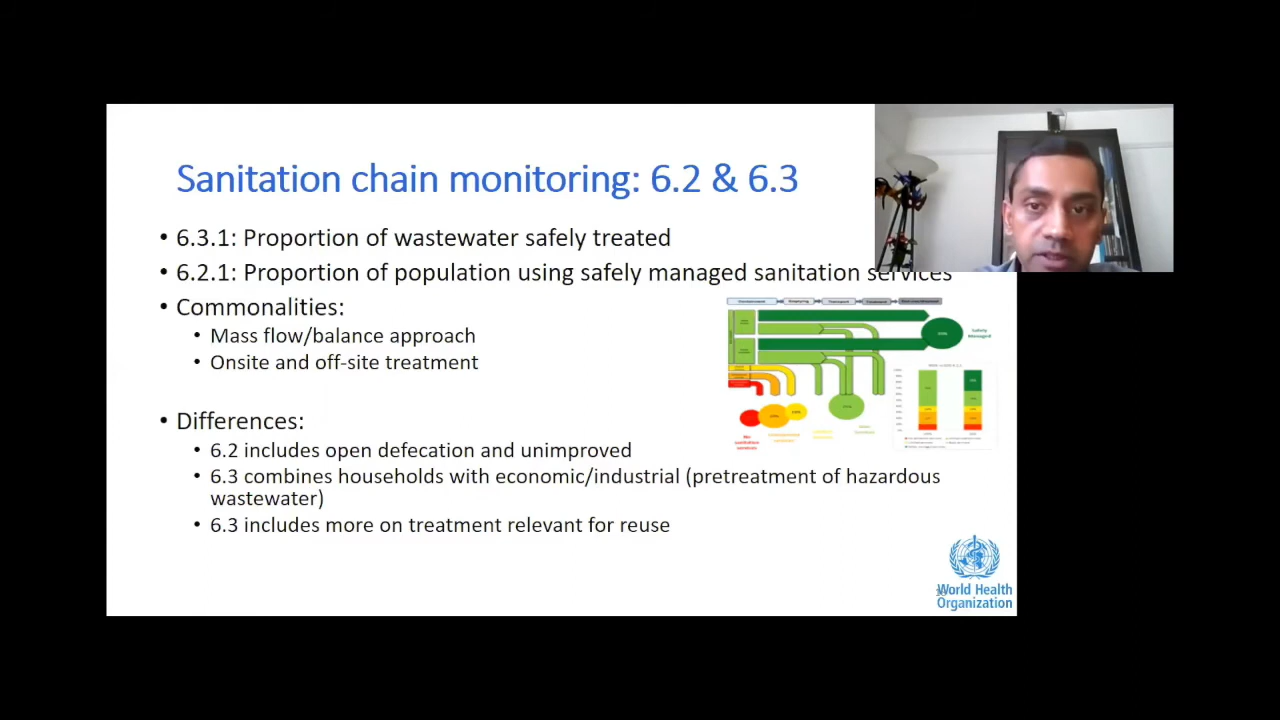 Sanitation chain monitoring: 6.2 & 6.3
• 6.3.1: Proportion of wastewater safely treated
• 6.2.1: Proportion of population using safely managed sanitation services
• Commonalities:
• Mass flow/balance approach
• Onsite and off-site treatment
Safely
Managed
• Differences:
• 6.2 includes open defecation and unimproved
• 6.3 combines households with economic/industrial (pretreatment of hazardous
wastewater)
• 6.3 includes more on treatment relevant for reuse
World Health
Organization